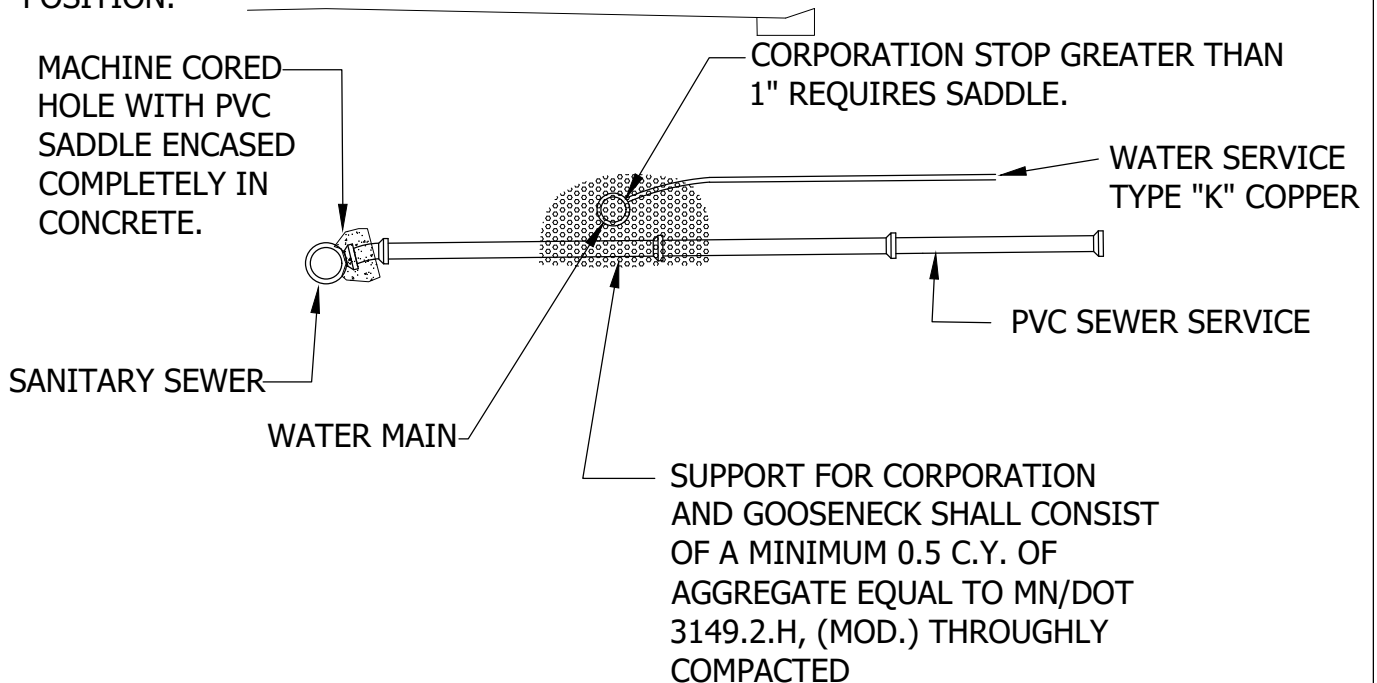 POSITION.
MACHINE CORED
HOLE WITH PVC
SADDLE ENCASED
COMPLETELY IN
CONCRETE.
CORPORATION STOP GREATER THAN
1" REQUIRES SADDLE.
WATER SERVICE
TYPE "K" COPPER
PVC SEWER SERVICE
SANITARY SEWER
WATER MAIN
SUPPORT FOR CORPORATION
AND GOOSENECK SHALL CONSIST
OF A MINIMUM 0.5 C.Y. OF
AGGREGATE EQUAL TO MN/DOT
3149.2.H, (MOD.) THROUGHLY
COMPACTED